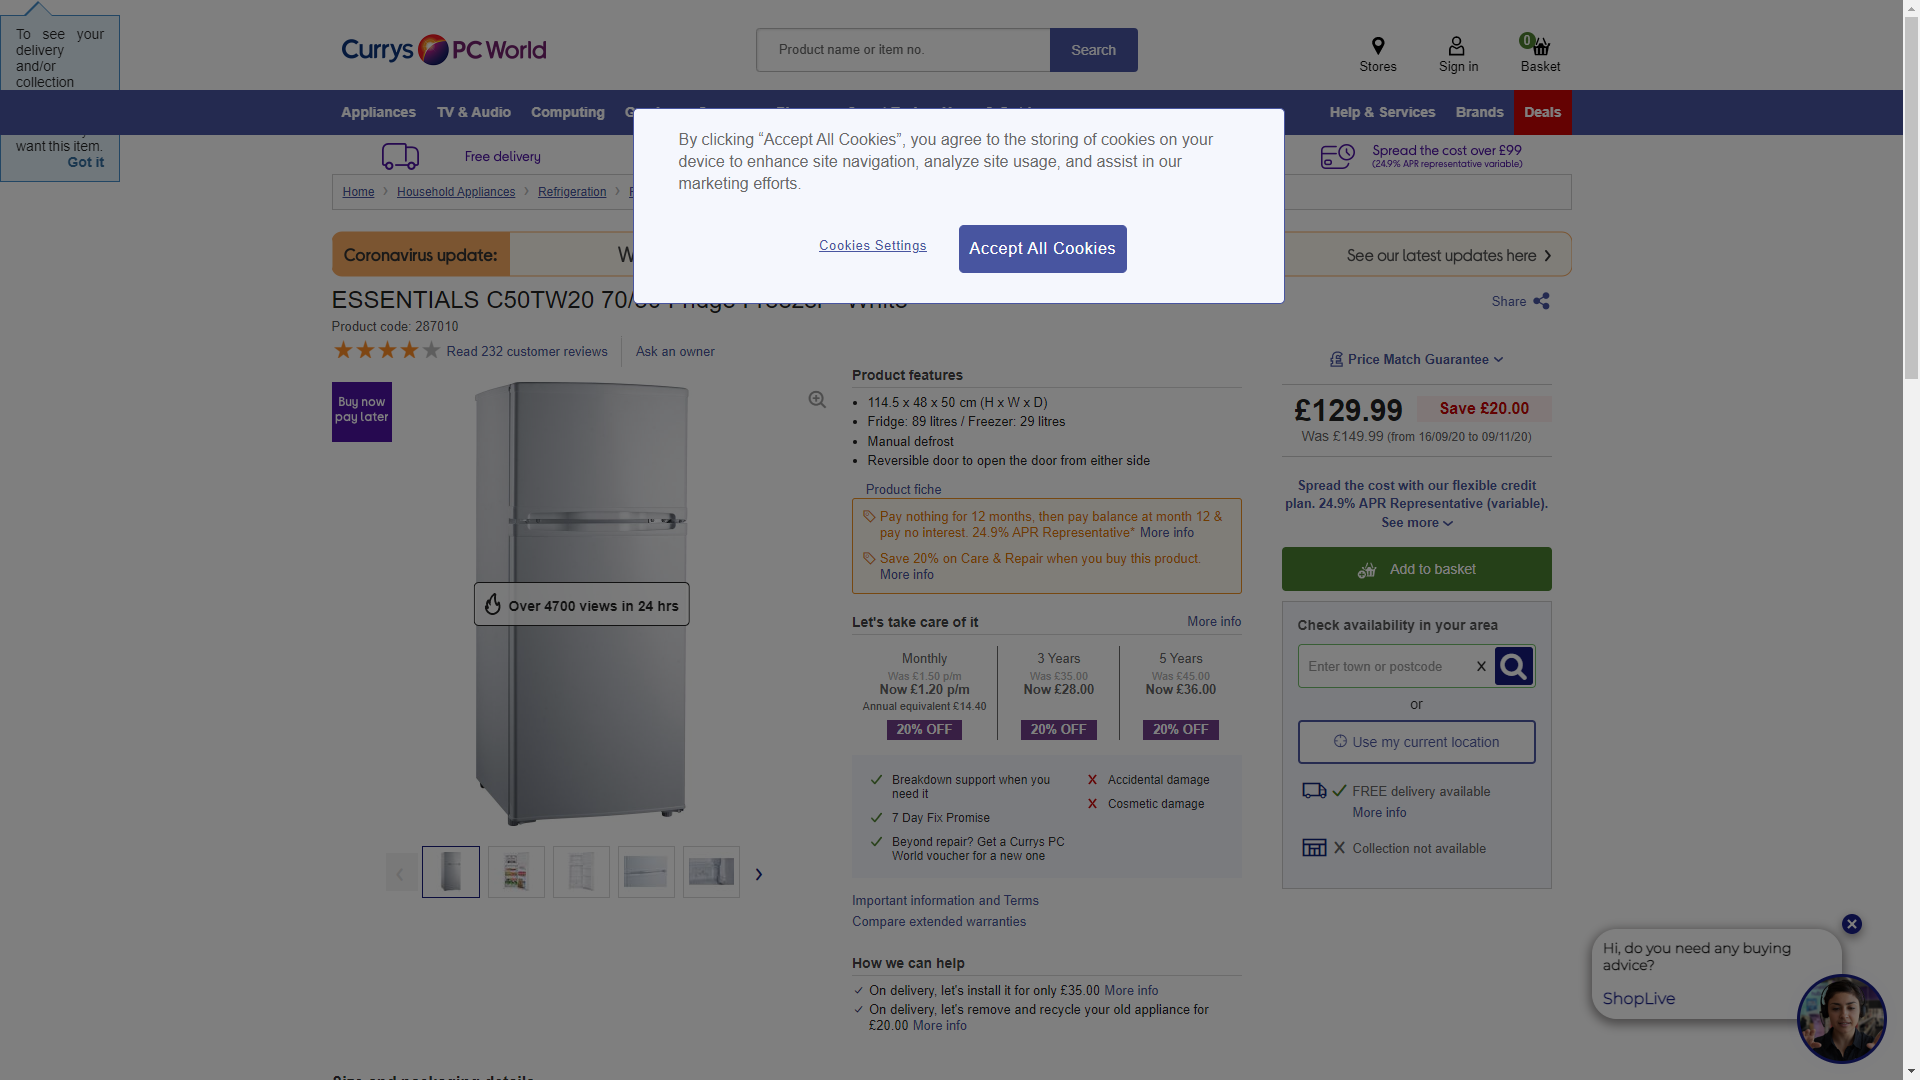 To see your
delivery
and/or
collection
want this item.
Got it
Currys PC World
Product name or item no.
Search
Stores
Sign in
0
Basket
Appliances
TV & Audio
Computing
Help & Services
Brands
Deals
Free delivery
Spread the cost over £99
(24.9% APR representative variable)
By clicking “Accept All Cookies”, you agree to the storing of cookies on your
device to enhance site navigation, analyze site usage, and assist in our
marketing efforts.
Cookies Settings
Accept All Cookies
Home
Household Appliances
Refrigeration
Coronavirus update:
See our latest updates here
ESSENTIALS C50TW20
Product code: 287010
Read 232 customer reviews
Ask an owner
Share
Price Match Guarantee
Buy now
pay later
Over 4700 views in 24 hrs
Product features
114.5 x 48 x 50 cm (H x W x D)
Fridge: 89 litres / Freezer: 29 litres
Manual defrost
Reversible door to open the door from either side
Product fiche
Pay nothing for 12 months, then pay balance at month 12 &
pay no interest. 24.9% APR Representative* More info
Save 20% on Care & Repair when you buy this product.
More info
Let's take care of it
More info
Monthly
Was £1.50 p/m
Now £1.20 p/m
Annual equivalent £14.40
20% OFF
3 Years
Was £35.00
Now £28.00
20% OFF
5 Years
Was £45.00
Now £36.00
20% OFF
Breakdown support when you
need it
7 Day Fix Promise
Beyond repair? Get a Currys PC
World voucher for a new one
Accidental damage
Cosmetic damage
Important information and Terms
Compare extended warranties
How we can help
On delivery, let's install it for only £35.00 More info
On delivery, let's remove and recycle your old appliance for
£20.00 More info
£129.99
Save £20.00
Was £149.99 (from 16/09/20 to 09/11/20)
Spread the cost with our flexible credit
plan. 24.9% APR Representative (variable).
See more
Add to basket
Check availability in your area
Enter town or postcode
X
or
Use my current location
FREE delivery available
More info
Collection not available
Hi, do you need any buying
advice?
ShopLive